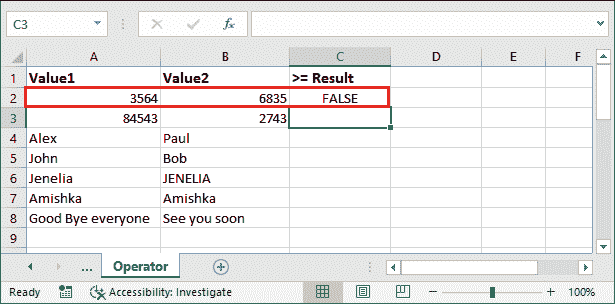 C3 fx
A B C D E F
1 Value1 Value2 >= Result
2 3564 6835 FALSE
3 84543 2743
4 Alex Paul
5 John Bob
6 Jenelia JENELIA
7 Amishka Amishka
8 Good Bye everyone See you soon
9
... Operator
Ready Accessibility: Investigate 100%